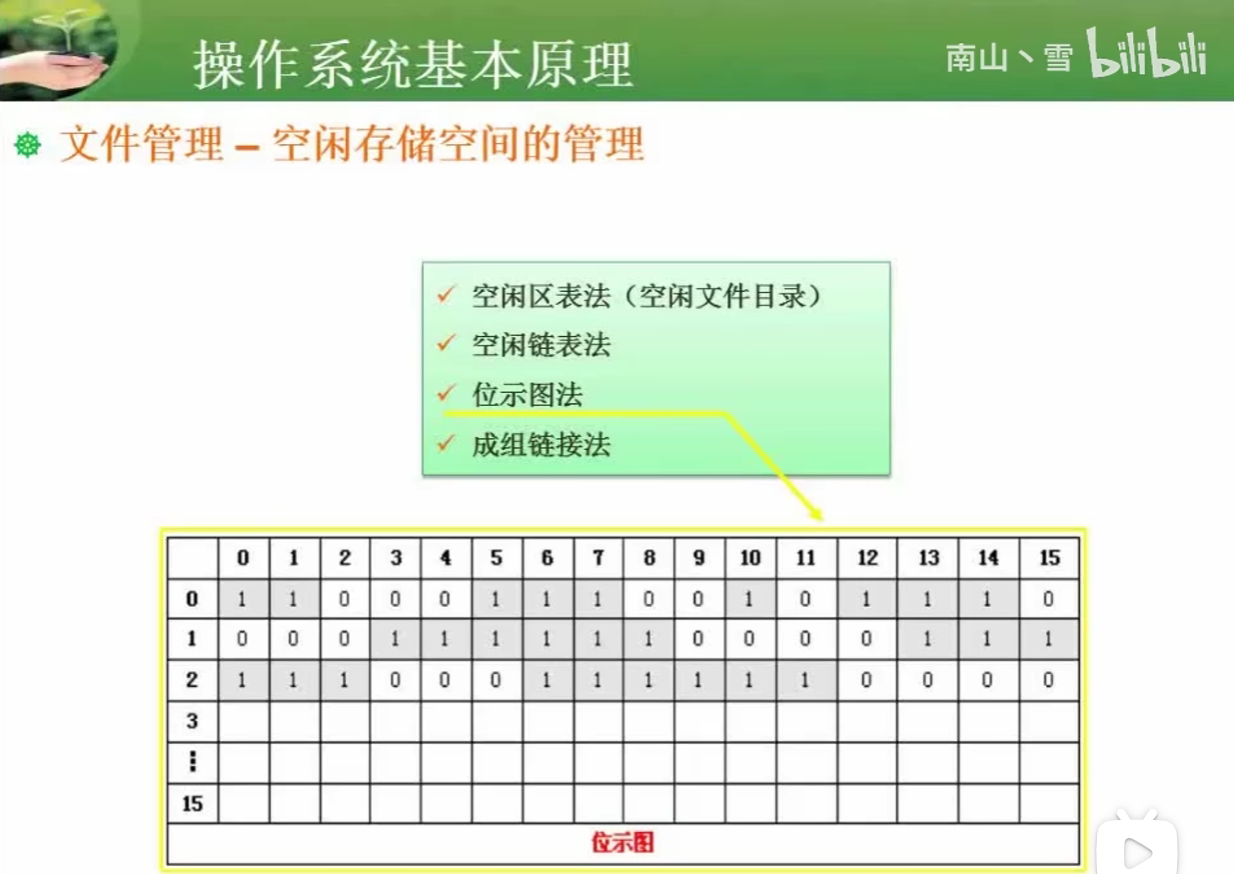 操作系统基本原理
南山丶雪 bilibili
文件管理 – 空闲存储空间的管理
空闲区表法（空闲文件目录）
空闲链表法
位示图法
成组链接法
0 1 2 3 4 5 6 7 8 9 10 11 12 13 14 15
0 1 1 0 0 0 1 1 1 0 0 1 0 1 1 1 0
1 0 0 0 1 1 1 1 1 1 0 0 0 0 1 1 1
2 1 1 1 0 0 0 1 1 1 1 1 1 0 0 0 0
3
⋮
15
位示图